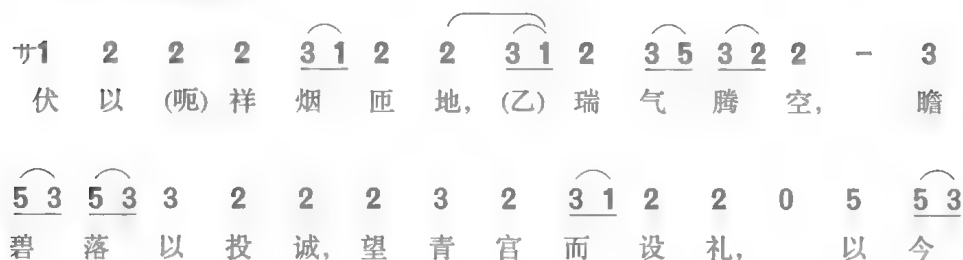 サ1 2 2 2 3 1 2 2 3 1 2 3 5 3 2 2 - 3
伏 以 (呃) 祥 烟 匝 地, (乙) 瑞 气 腾 空, 瞻
5 3 5 3 3 2 2 2 3 2 3 1 2 2 0 5 5 3
碧 落 以 投 诚, 望 青 宫 而 设 礼, 以 今